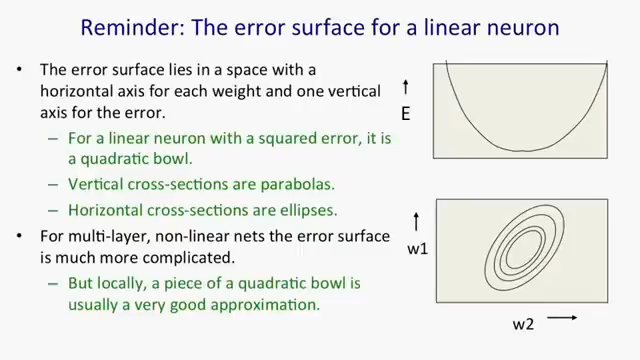 Reminder: The error surface for a linear neuron
• The error surface lies in a space with a
horizontal axis for each weight and one vertical
axis for the error.
– For a linear neuron with a squared error, it is
a quadratic bowl.
– Vertical cross-sections are parabolas.
– Horizontal cross-sections are ellipses.
• For multi-layer, non-linear nets the error surface
is much more complicated.
– But locally, a piece of a quadratic bowl is
usually a very good approximation.
E
w1
w2